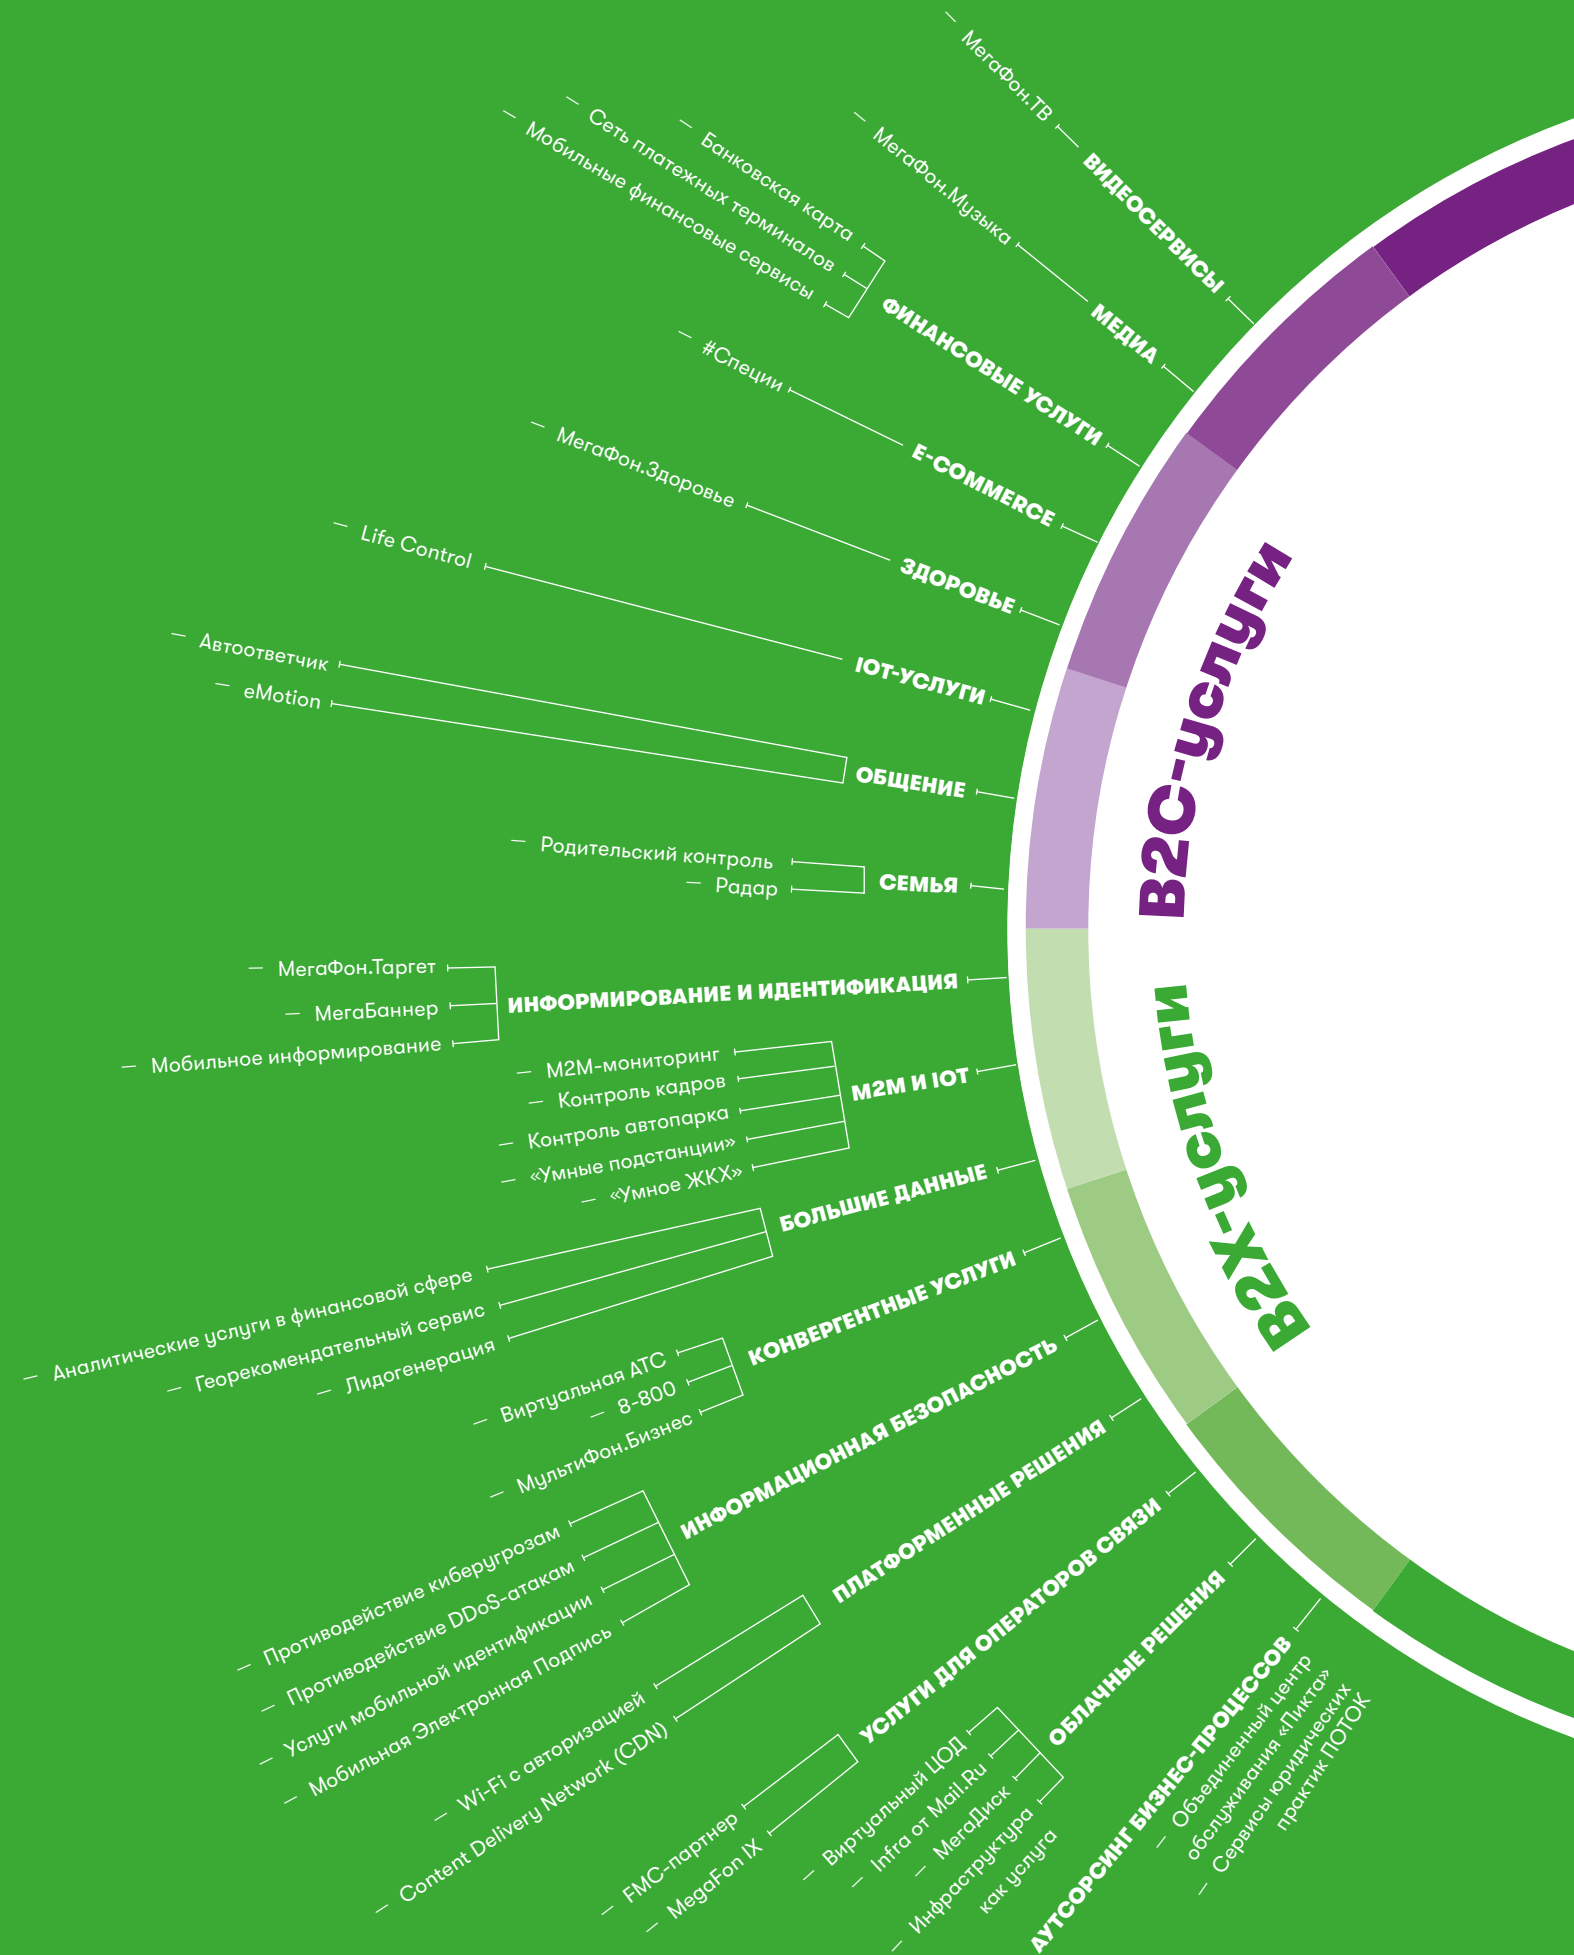 В2С-услуги
ВИДЕОСЕРВИСЫ
— МегаФон.ТВ
МЕДИА
— МегаФон.Музыка
ФИНАНСОВЫЕ УСЛУГИ
— Банковская карта
— Сеть платежных терминалов
— Мобильные финансовые сервисы
E-COMMERCE
— #Специи
ЗДОРОВЬЕ
— МегаФон.Здоровье
IOT-УСЛУГИ
— Life Control
ОБЩЕНИЕ
— Автоответчик
— eMotion
СЕМЬЯ
— Родительский контроль
— Радар
В2Х-услуги
ИНФОРМИРОВАНИЕ И ИДЕНТИФИКАЦИЯ
— МегаФон.Таргет
— МегаБаннер
— Мобильное информирование
М2М И IOT
— М2М-мониторинг
— Контроль кадров
— Контроль автопарка
— «Умные подстанции»
— «Умное ЖКХ»
БОЛЬШИЕ ДАННЫЕ
— Аналитические услуги в финансовой сфере
— Георекомендательный сервис
— Лидогенерация
КОНВЕРГЕНТНЫЕ УСЛУГИ
— Виртуальная АТС
— 8-800
— МультиФон.Бизнес
ИНФОРМАЦИОННАЯ БЕЗОПАСНОСТЬ
— Противодействие киберугрозам
— Противодействие DDoS-атакам
— Услуги мобильной идентификации
— Мобильная Электронная Подпись
ПЛАТФОРМЕННЫЕ РЕШЕНИЯ
— Wi-Fi с авторизацией
— Content Delivery Network (CDN)
УСЛУГИ ДЛЯ ОПЕРАТОРОВ СВЯЗИ
— FMC-партнер
— MegaFon IX
ОБЛАЧНЫЕ РЕШЕНИЯ
— Виртуальный ЦОД
— Infra от Mail.Ru
— МегаДиск
— Инфраструктура
как услуга
АУТСОРСИНГ БИЗНЕС-ПРОЦЕССОВ
— Объединенный центр
обслуживания «Пикта»
— Сервисы юридических
практик ПОТОК